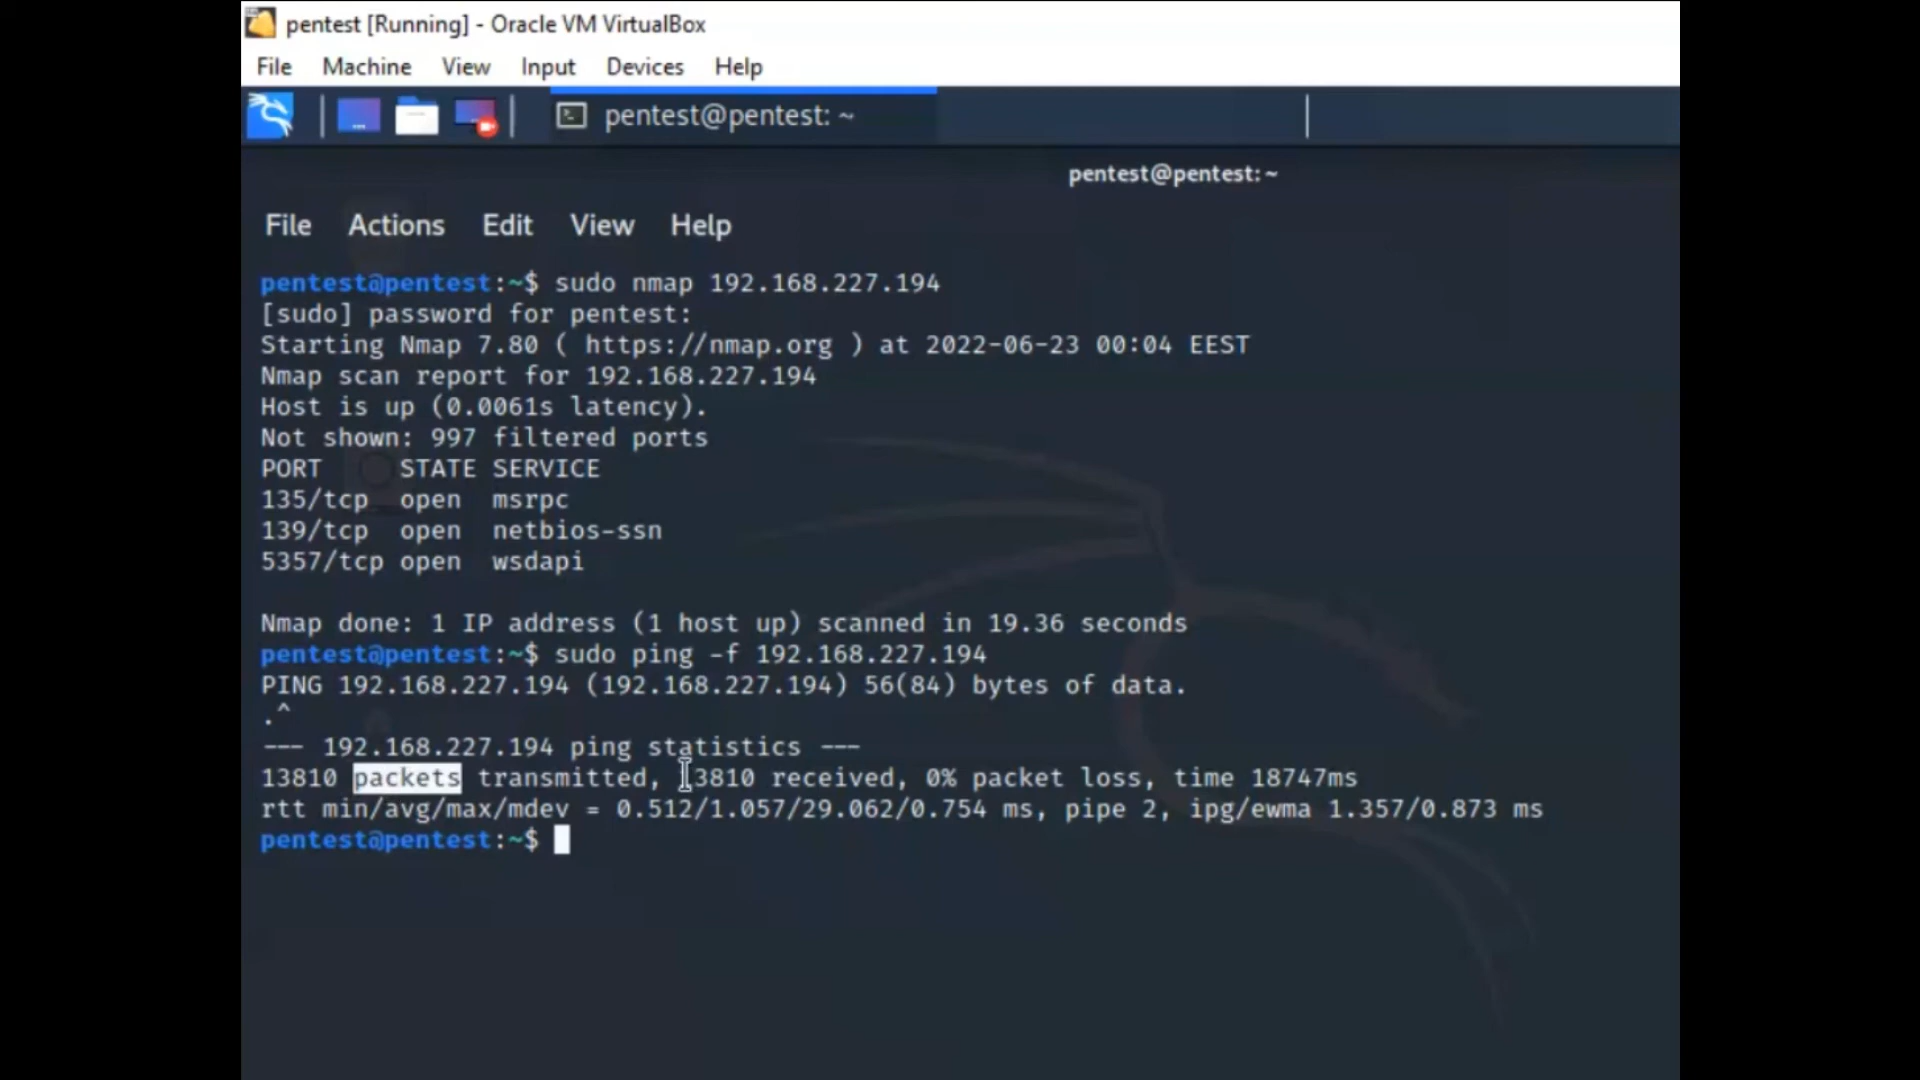 pentest [Running] - Oracle VM VirtualBox
File Machine View Input Devices Help
pentest@pentest: ~
pentest@pentest: ~
File Actions Edit View Help
pentest@pentest:~$ sudo nmap 192.168.227.194
[sudo] password for pentest:
Starting Nmap 7.80 ( https://nmap.org ) at 2022-06-23 00:04 EEST
Nmap scan report for 192.168.227.194
Host is up (0.0061s latency).
Not shown: 997 filtered ports
PORT STATE SERVICE
135/tcp open msrpc
139/tcp open netbios-ssn
5357/tcp open wsdapi
Nmap done: 1 IP address (1 host up) scanned in 19.36 seconds
pentest@pentest:~$ sudo ping -f 192.168.227.194
PING 192.168.227.194 (192.168.227.194) 56(84) bytes of data.
.^
--- 192.168.227.194 ping statistics ---
13810 packets transmitted, 13810 received, 0% packet loss, time 18747ms
rtt min/avg/max/mdev = 0.512/1.057/29.062/0.754 ms, pipe 2, ipg/ewma 1.357/0.873 ms
pentest@pentest:~$